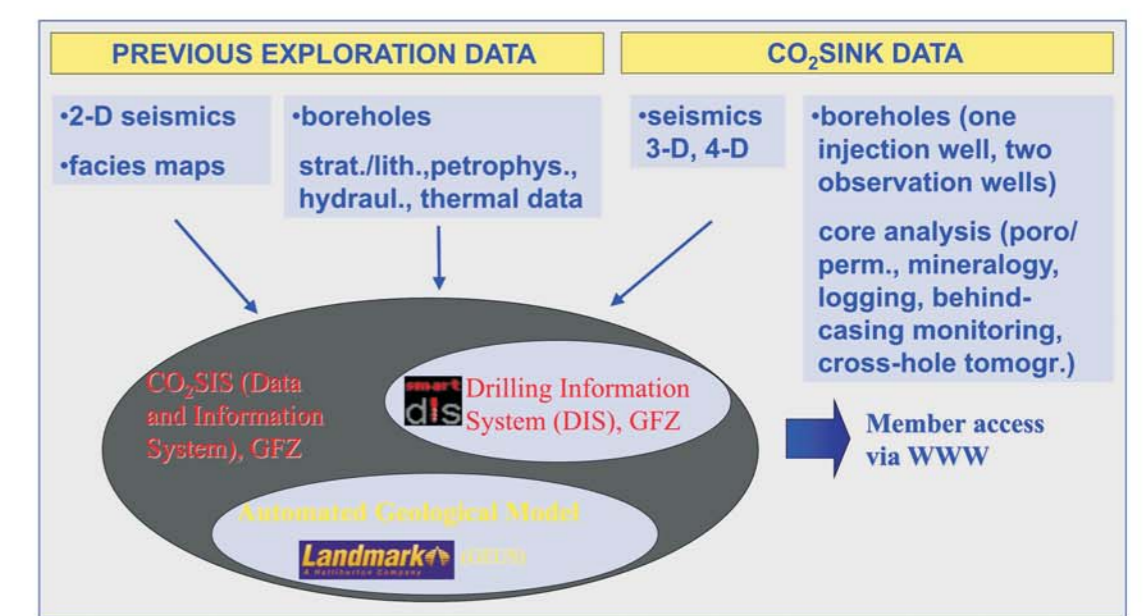 PREVIOUS EXPLORATION DATA
CO₂SINK DATA
•2-D seismics
•facies maps
•boreholes
strat./lith.,petrophys.,
hydraul., thermal data
•seismics
3-D, 4-D
•boreholes (one
injection well, two
observation wells)
core analysis (poro/
perm., mineralogy,
logging, behind-
casing monitoring,
cross-hole tomogr.)
CO₂SIS (Data
and Information
System), GFZ
smart
dis
Drilling Information
System (DIS), GFZ
Member access
via WWW
Automated Geological Model
Landmark
A Halliburton Company